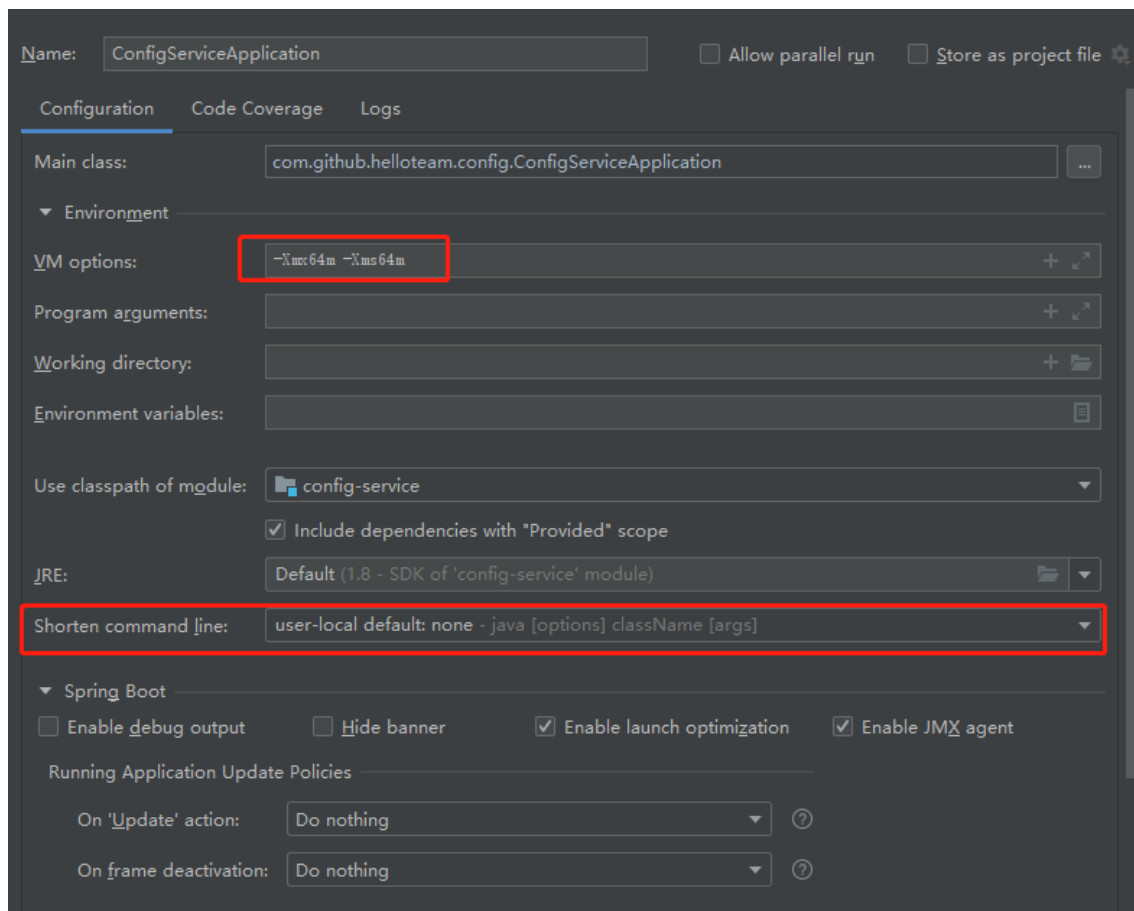 Name: ConfigServiceApplication Allow parallel run Store as project file
Configuration Code Coverage Logs
Main class: com.github.helloteam.config.ConfigServiceApplication ...
Environment
VM options: -Xmx64m -Xms64m
Program arguments:
Working directory:
Environment variables:
Use classpath of module: config-service
Include dependencies with "Provided" scope
JRE: Default (1.8 - SDK of 'config-service' module)
Shorten command line: user-local default: none - java [options] className [args]
Spring Boot
Enable debug output Hide banner Enable launch optimization Enable JMX agent
Running Application Update Policies
On 'Update' action: Do nothing
On frame deactivation: Do nothing